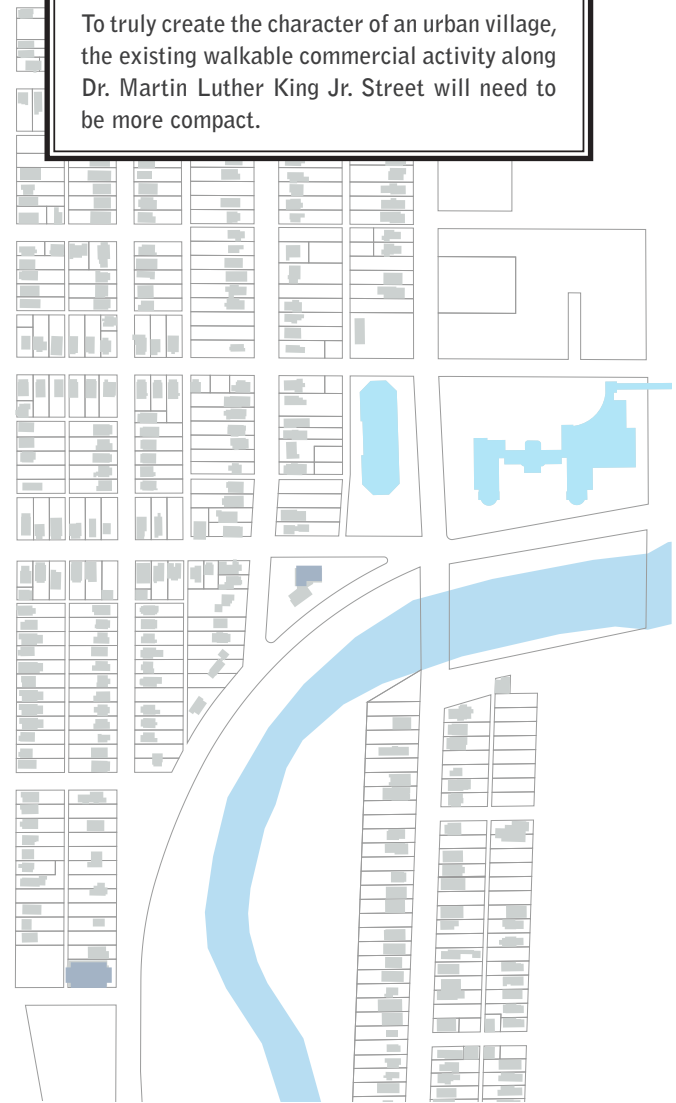 To truly create the character of an urban village,
the existing walkable commercial activity along
Dr. Martin Luther King Jr. Street will need to
be more compact.